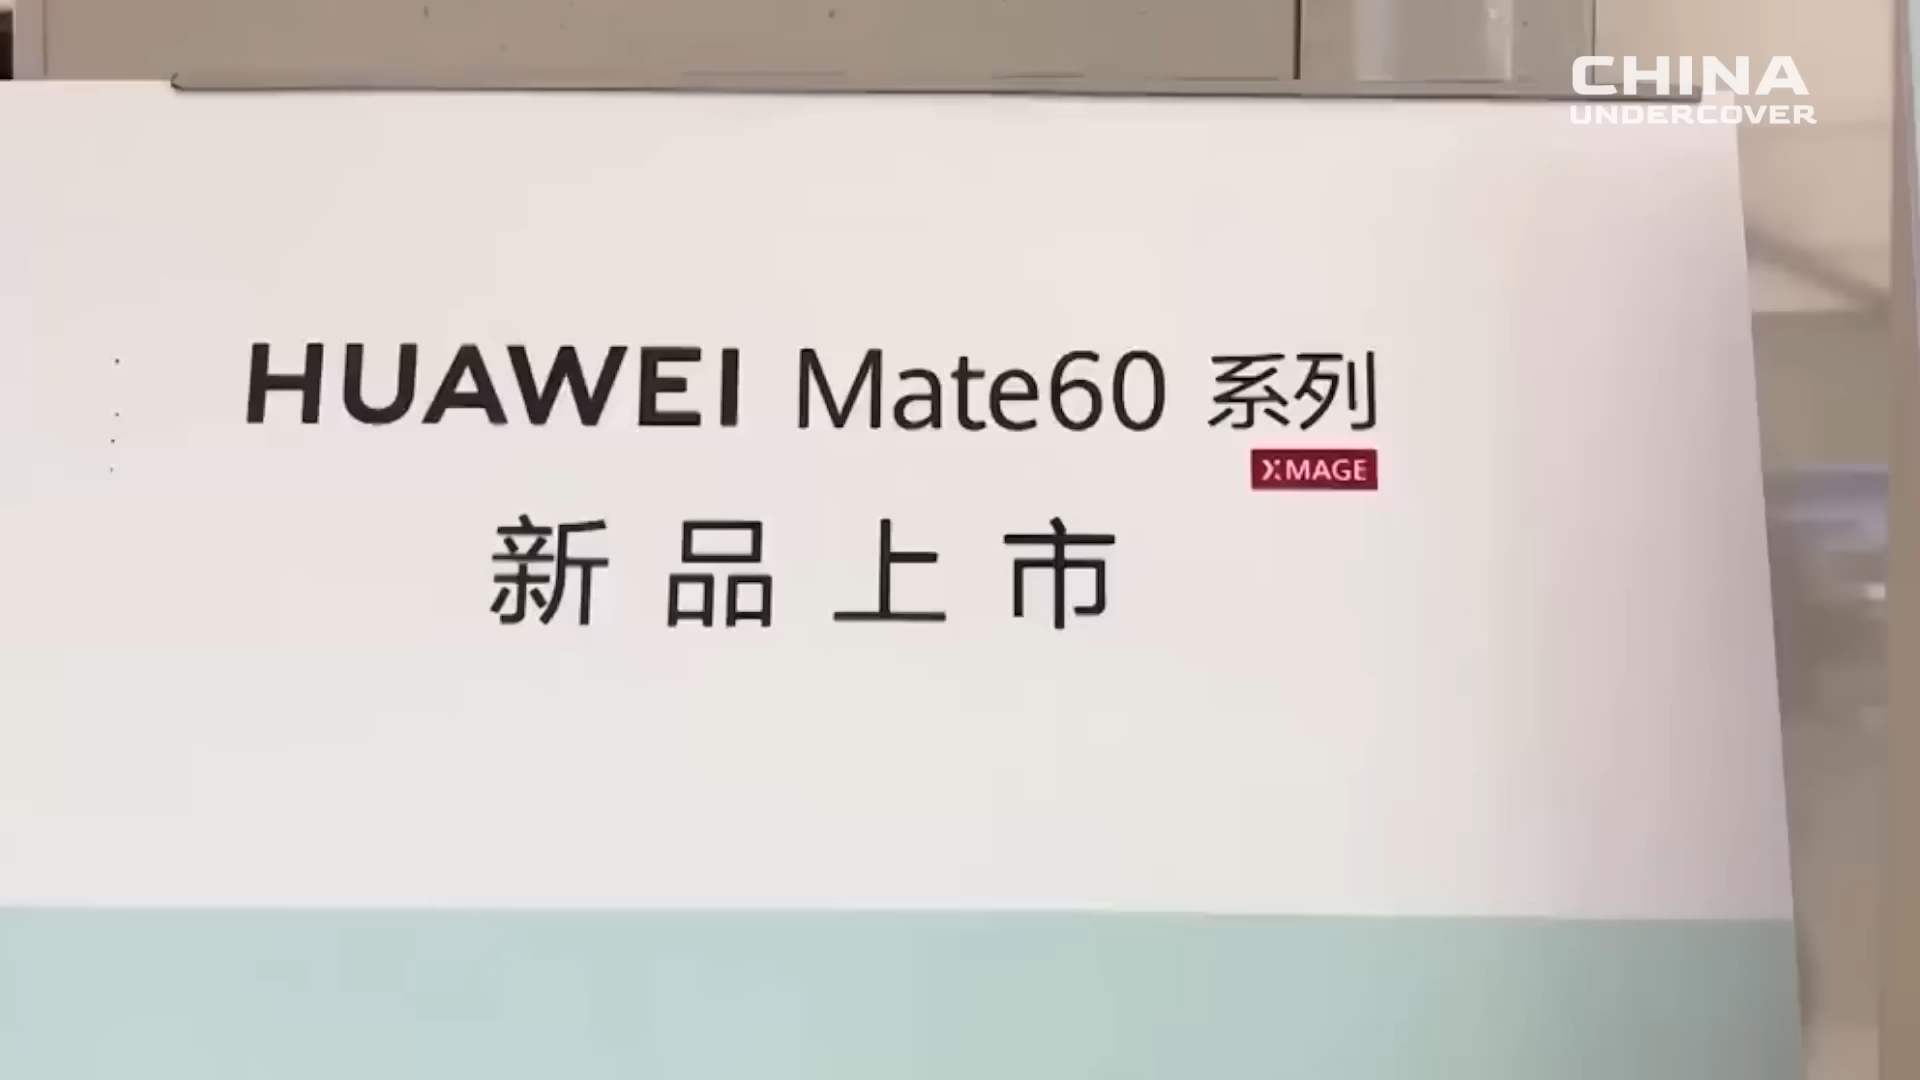 CHINA
UNDERCOVER
HUAWEI Mate60 系列
XMAGE
新品上市